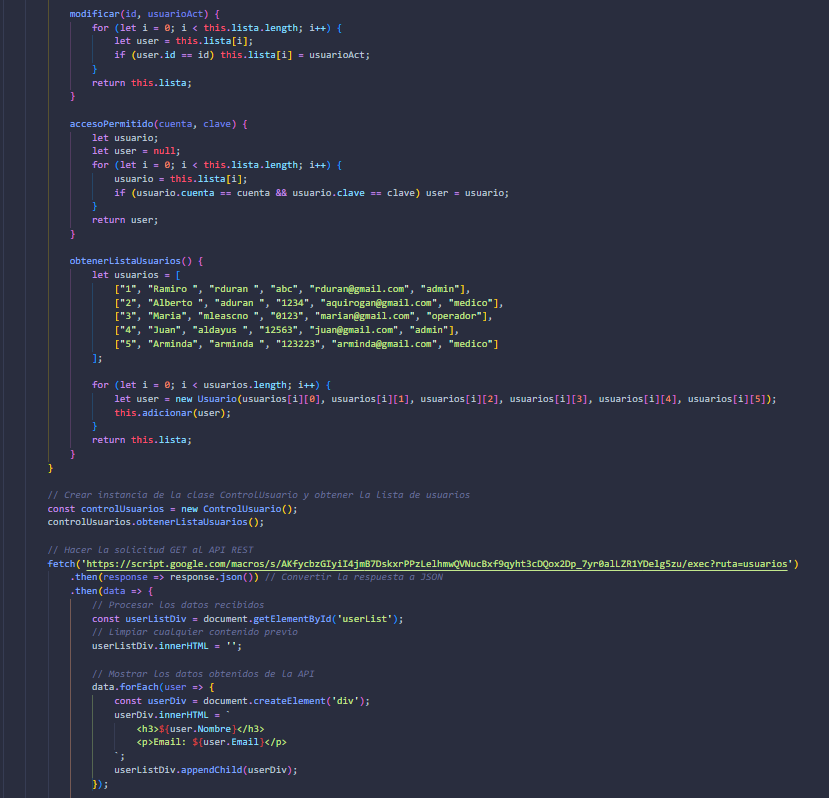 modificar(id, usuarioAct) {
for (let i = 0; i < this.lista.length; i++) {
let user = this.lista[i];
if (user.id == id) this.lista[i] = usuarioAct;
}
return this.lista;
}
accesoPermitido(cuenta, clave) {
let usuario;
let user = null;
for (let i = 0; i < this.lista.length; i++) {
usuario = this.lista[i];
if (usuario.cuenta == cuenta && usuario.clave == clave) user = usuario;
}
return user;
}
obtenerListaUsuarios() {
let usuarios = [
["1", "Ramiro ", "rduran ", "abc", "rduran@gmail.com", "admin"],
["2", "Alberto ", "aduran ", "1234", "aquirogan@gmail.com", "medico"],
["3", "Maria", "mleascno ", "0123", "marian@gmail.com", "operador"],
["4", "Juan", "aldayus ", "12563", "juan@gmail.com", "admin"],
["5", "Arminda", "arminda ", "123223", "arminda@gmail.com", "medico"]
];
for (let i = 0; i < usuarios.length; i++) {
let user = new Usuario(usuarios[i][0], usuarios[i][1], usuarios[i][2], usuarios[i][3], usuarios[i][4], usuarios[i][5]);
this.adicionar(user);
}
return this.lista;
}
}
// Crear instancia de la clase ControlUsuario y obtener la lista de usuarios
const controlUsuarios = new ControlUsuario();
controlUsuarios.obtenerListaUsuarios();
// Hacer la solicitud GET al API REST
fetch('https://script.google.com/macros/s/AKfycbzGIyiI4jmB7DskxrPPzLelhmwQVNucBxf9qyht3cDQox2Dp_7yr0alLZR1YDelg5zu/exec?ruta=usuarios')
.then(response => response.json()) // Convertir la respuesta a JSON
.then(data => {
// Procesar los datos recibidos
const userListDiv = document.getElementById('userList');
// Limpiar cualquier contenido previo
userListDiv.innerHTML = '';
// Mostrar los datos obtenidos de la API
data.forEach(user => {
const userDiv = document.createElement('div');
userDiv.innerHTML = `
<h3>${user.Nombre}</h3>
<p>Email: ${user.Email}</p>
`;
userListDiv.appendChild(userDiv);
});